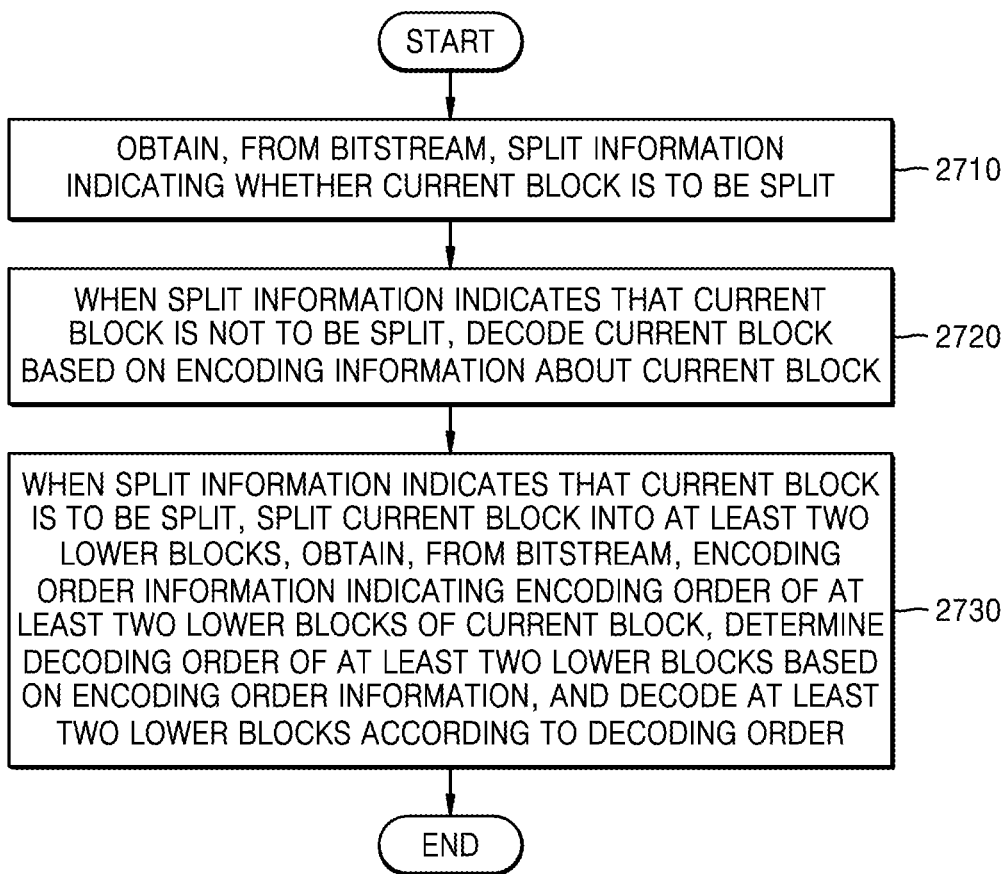 START
OBTAIN, FROM BITSTREAM, SPLIT INFORMATION
INDICATING WHETHER CURRENT BLOCK IS TO BE SPLIT
2710
WHEN SPLIT INFORMATION INDICATES THAT CURRENT
BLOCK IS NOT TO BE SPLIT, DECODE CURRENT BLOCK
BASED ON ENCODING INFORMATION ABOUT CURRENT BLOCK
2720
WHEN SPLIT INFORMATION INDICATES THAT CURRENT BLOCK
IS TO BE SPLIT, SPLIT CURRENT BLOCK INTO AT LEAST TWO
LOWER BLOCKS, OBTAIN, FROM BITSTREAM, ENCODING
ORDER INFORMATION INDICATING ENCODING ORDER OF AT
LEAST TWO LOWER BLOCKS OF CURRENT BLOCK, DETERMINE
DECODING ORDER OF AT LEAST TWO LOWER BLOCKS BASED
ON ENCODING ORDER INFORMATION, AND DECODE AT LEAST
TWO LOWER BLOCKS ACCORDING TO DECODING ORDER
2730
END